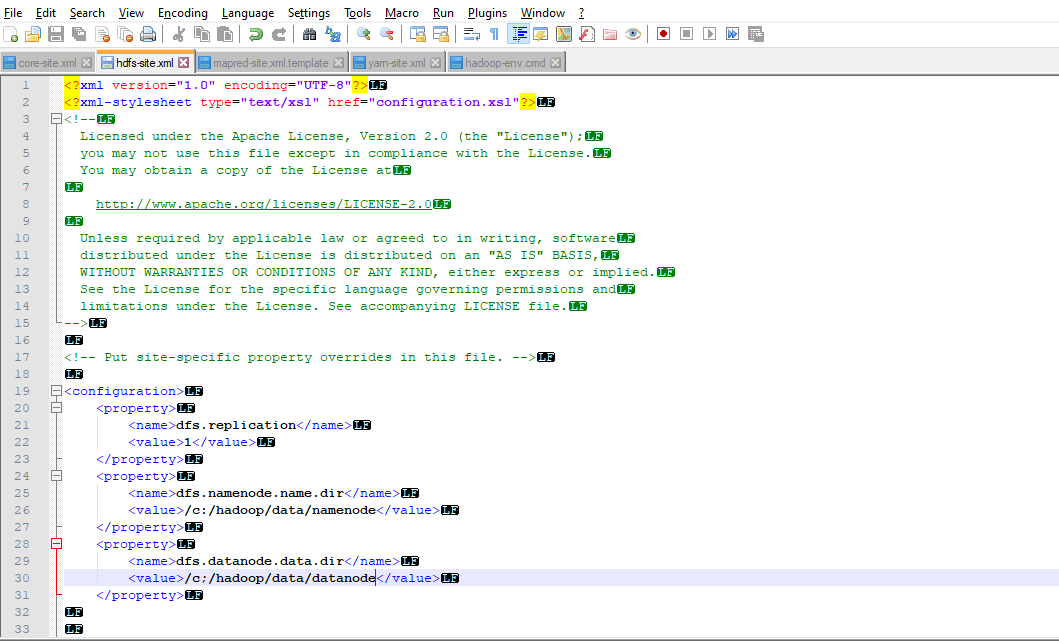 File Edit Search View Encoding Language Settings Tools Macro Run Plugins Window ?
core-site.xml hdfs-site.xml mapred-site.xml.template yarn-site.xml hadoop-env.cmd
1 <?xml version="1.0" encoding="UTF-8"?>LF
2 <?xml-stylesheet type="text/xsl" href="configuration.xsl"?>LF
3 <!--LF
4 Licensed under the Apache License, Version 2.0 (the "License");LF
5 you may not use this file except in compliance with the License.LF
6 You may obtain a copy of the License atLF
7 LF
8 http://www.apache.org/licenses/LICENSE-2.0LF
9 LF
10 Unless required by applicable law or agreed to in writing, softwareLF
11 distributed under the License is distributed on an "AS IS" BASIS,LF
12 WITHOUT WARRANTIES OR CONDITIONS OF ANY KIND, either express or implied.LF
13 See the License for the specific language governing permissions andLF
14 limitations under the License. See accompanying LICENSE file.LF
15 -->LF
16 LF
17 <!-- Put site-specific property overrides in this file. -->LF
18 LF
19 <configuration>LF
20 <property>LF
21 <name>dfs.replication</name>LF
22 <value>1</value>LF
23 </property>LF
24 <property>LF
25 <name>dfs.namenode.name.dir</name>LF
26 <value>/c:/hadoop/data/namenode</value>LF
27 </property>LF
28 <property>LF
29 <name>dfs.datanode.data.dir</name>LF
30 <value>/c;/hadoop/data/datanode</value>LF
31 </property>LF
32 LF
33 LF